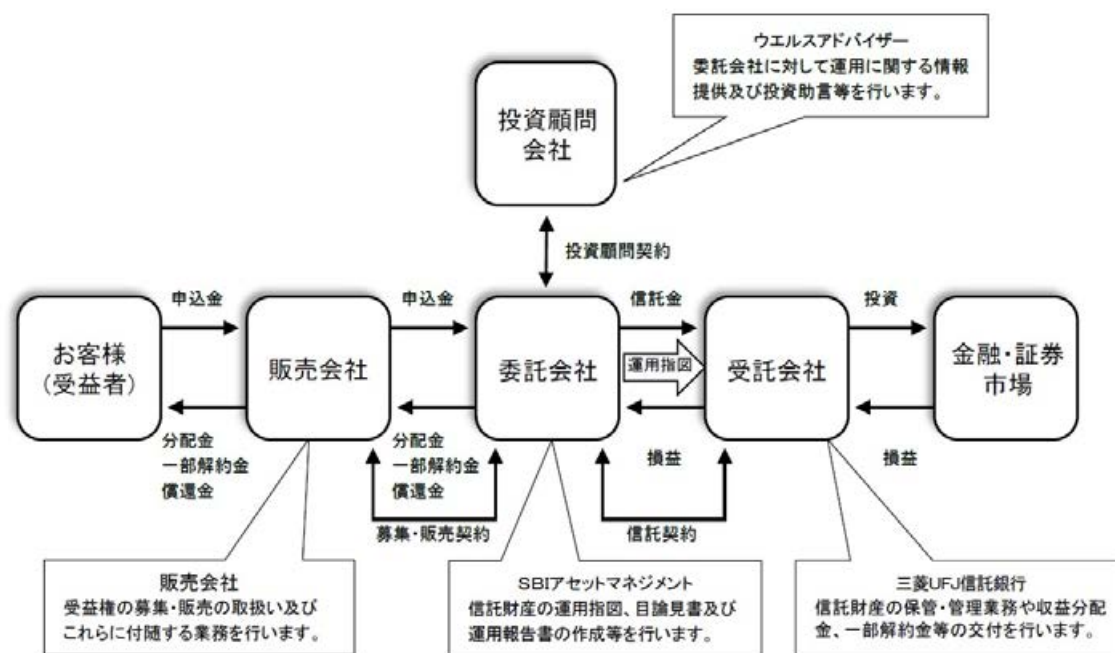 ウエルスアドバイザー
委託会社に対して運用に関する情報
提供及び投資助言等を行います。
投資顧問
会社
投資顧問契約
申込金
申込金
信託金
投資
お客様
(受益者)
販売会社
委託会社
運用指図
受託会社
金融・証券
市場
分配金
一部解約金
償還金
分配金
一部解約金
償還金
損益
損益
募集・販売契約
信託契約
販売会社
受益権の募集・販売の取扱い及び
これらに付随する業務を行います。
SBIアセットマネジメント
信託財産の運用指図、目論見書及び
運用報告書の作成等を行います。
三菱UFJ信託銀行
信託財産の保管・管理業務や収益分配
金、一部解約金等の交付を行います。